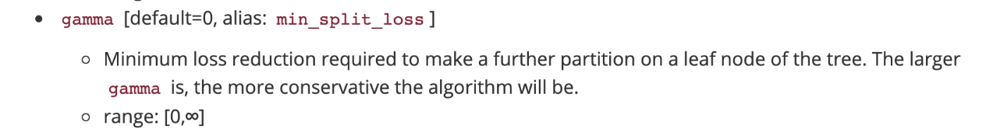 • gamma [default=0, alias: min_split_loss]
○ Minimum loss reduction required to make a further partition on a leaf node of the tree. The larger
gamma is, the more conservative the algorithm will be.
○ range: [0,∞]